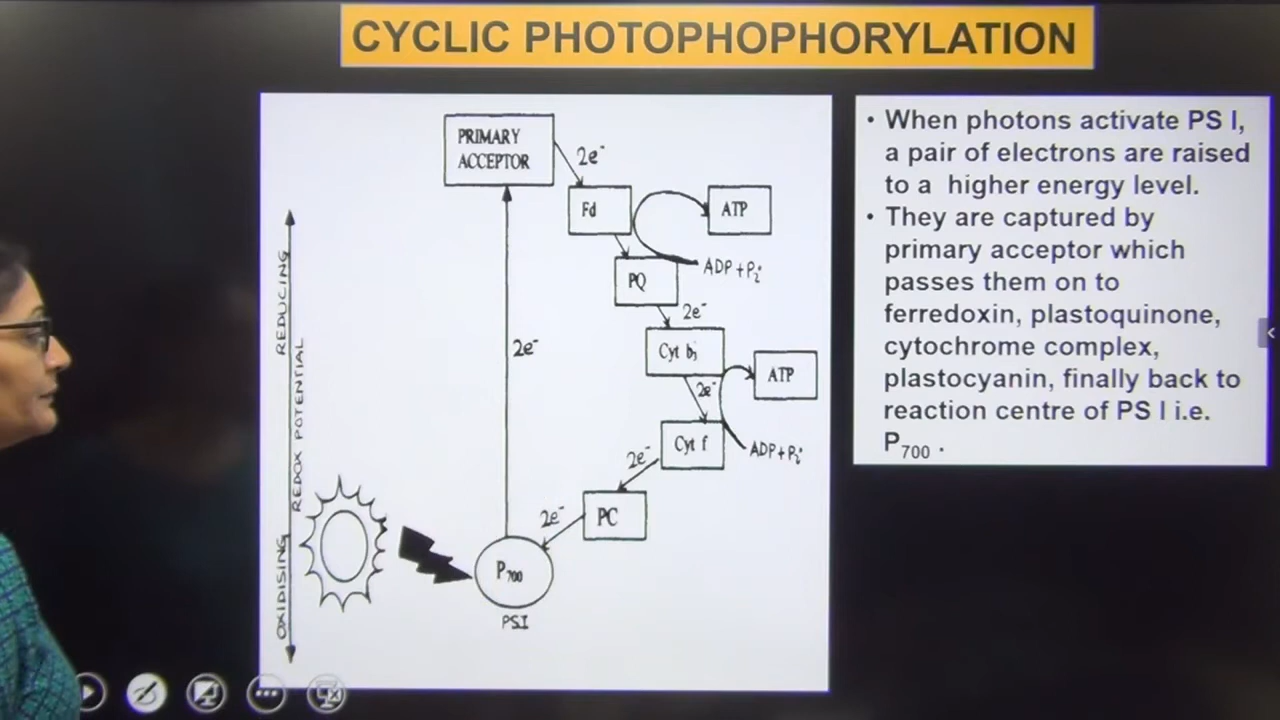 CYCLIC PHOTOPHOPHORYLATION
PRIMARY
ACCEPTOR
2e⁻
Fd
ATP
ADP+Pi
PQ
2e⁻
2e⁻
Cyt b₆
2e⁻
ATP
Cyt f
ADP+Pi
2e⁻
PC
2e⁻
P₇₀₀
PSI
REDUCING
REDOX POTENTIAL
OXIDISING
• When photons activate PS I,
a pair of electrons are raised
to a higher energy level.
• They are captured by
primary acceptor which
passes them on to
ferredoxin, plastoquinone,
cytochrome complex,
plastocyanin, finally back to
reaction centre of PS I i.e.
P₇₀₀ .